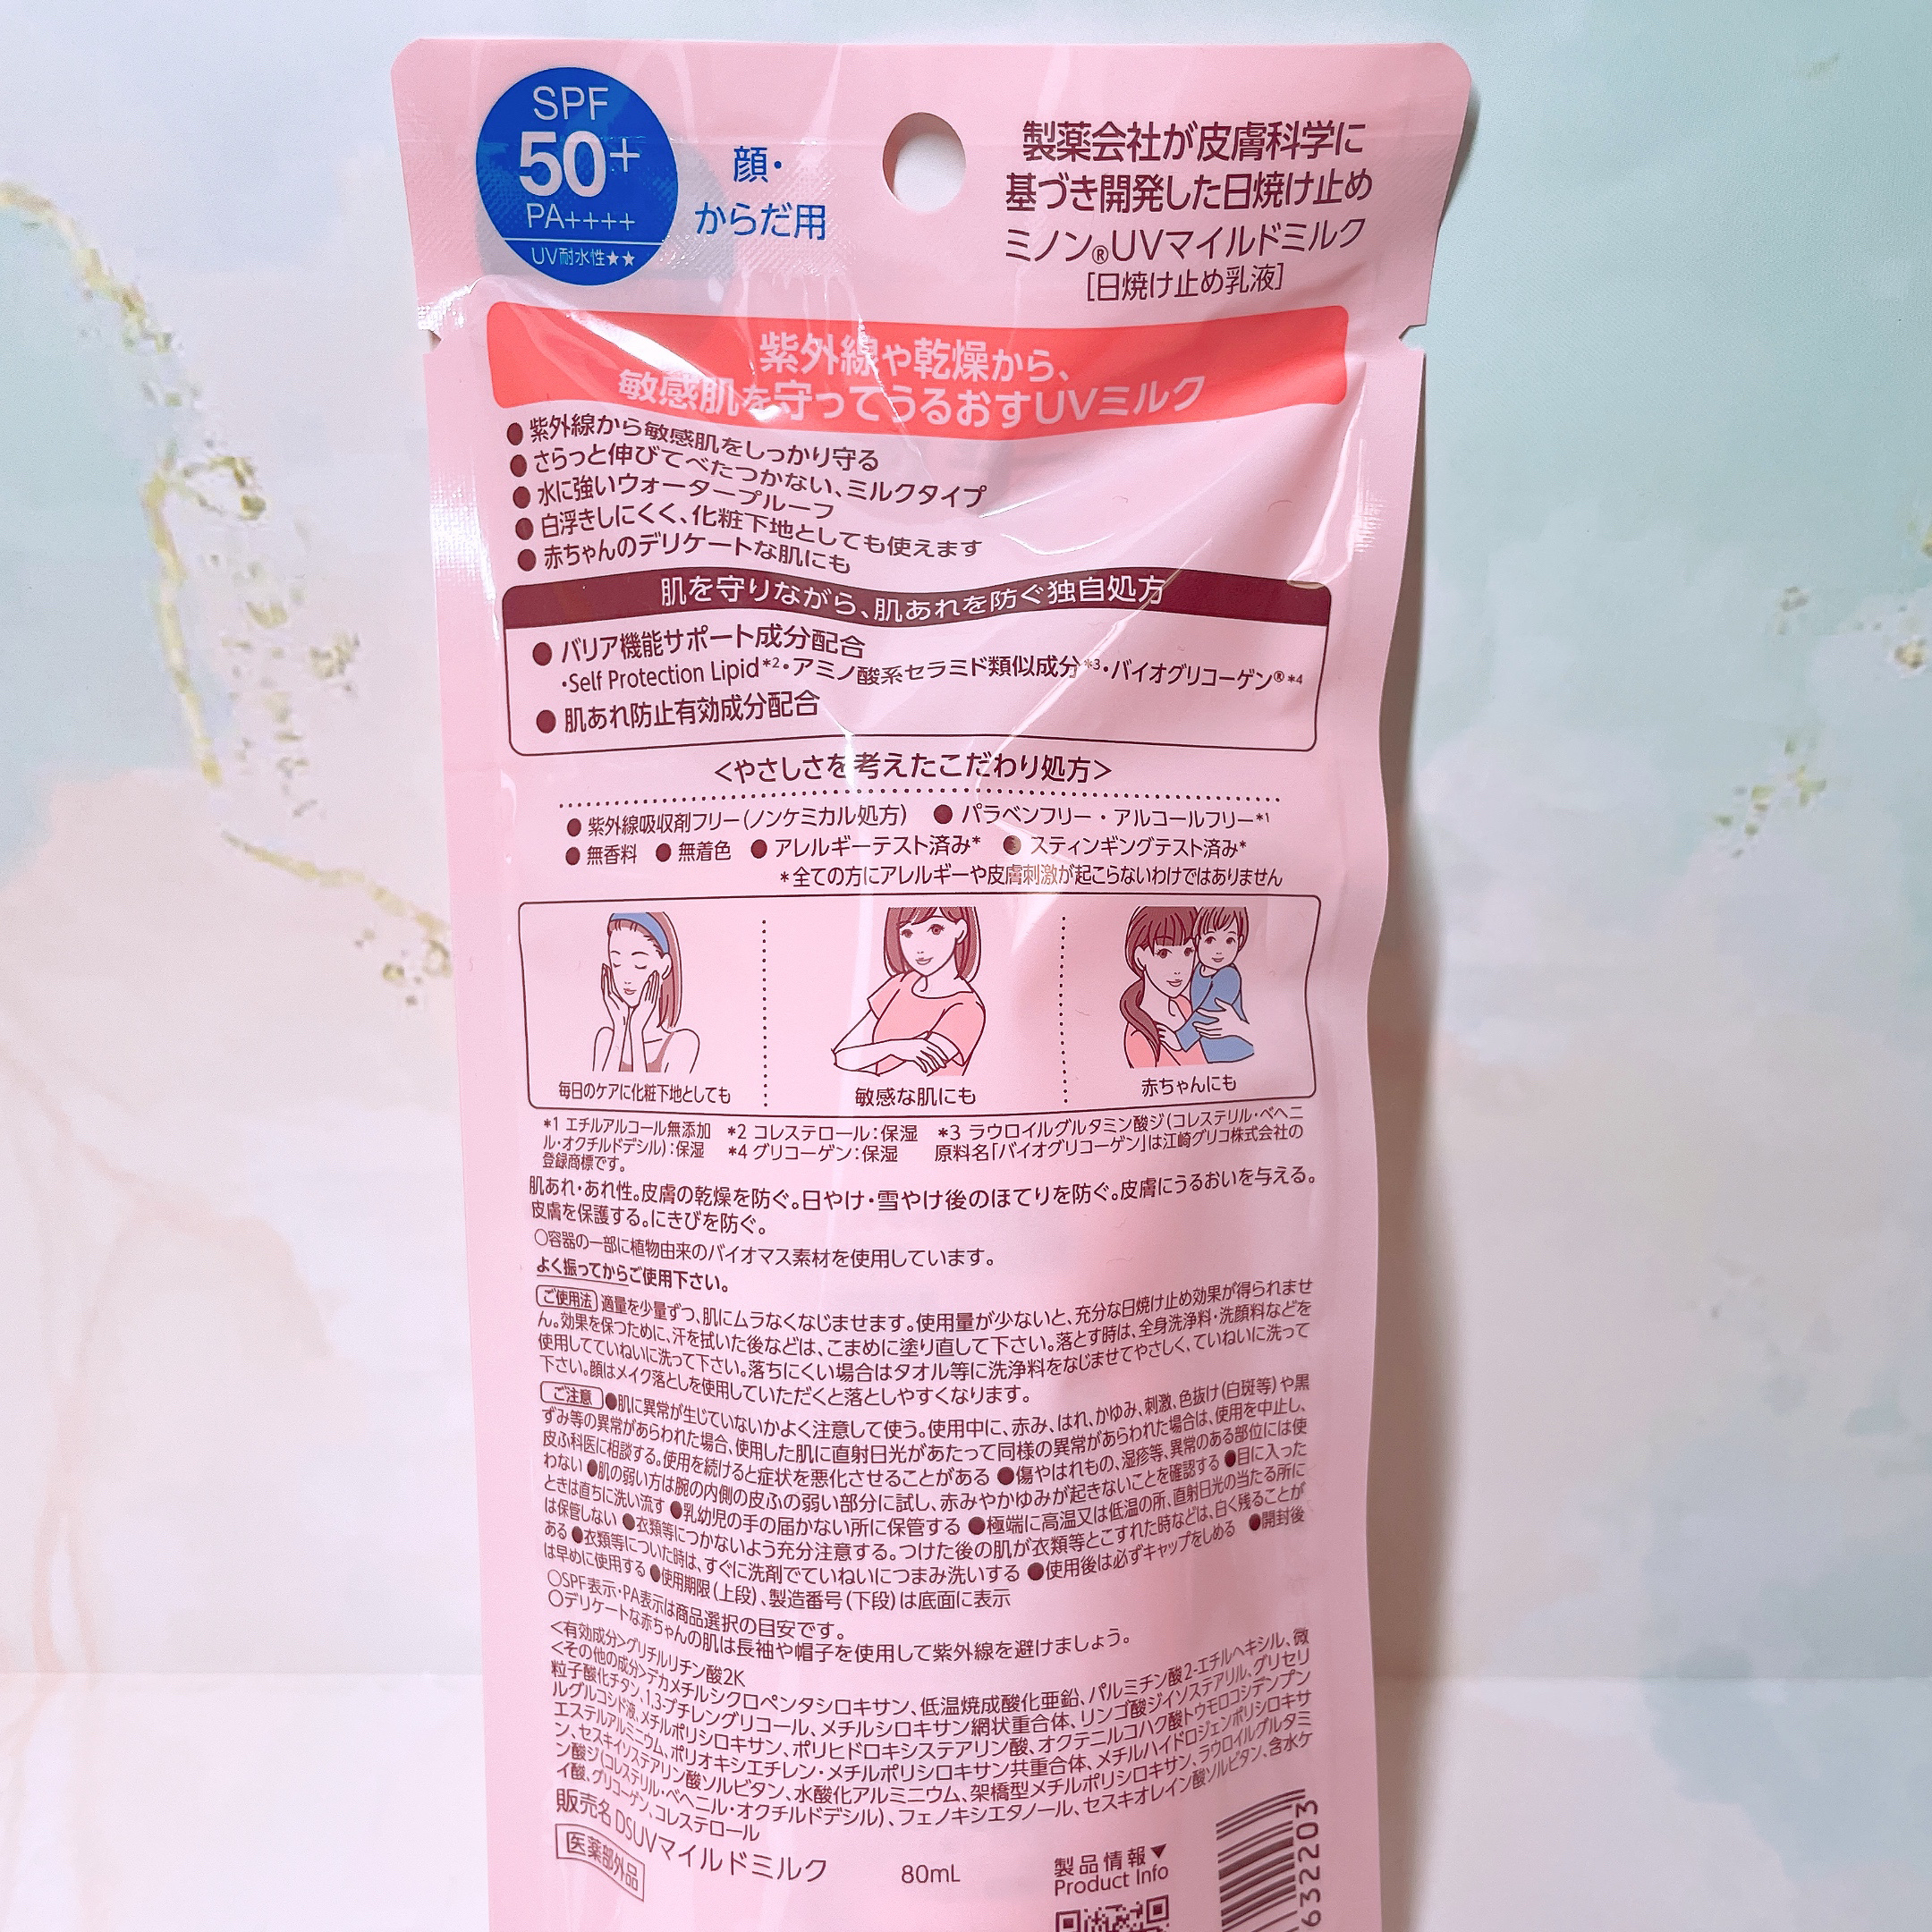 SPF
50+
PA++++
UV耐水性★★
顔・
からだ用
製薬会社が皮膚科学に
基づき開発した日焼け止め
ミノン®UVマイルドミルク
[日焼け止め乳液]
紫外線や乾燥から、
敏感肌を守ってうるおすUVミルク
●紫外線から敏感肌をしっかり守る
●さらっと伸びてべたつかない、ミルクタイプ
●水に強いウォータープルーフ
●白浮きしにくく、化粧下地としても使えます
●赤ちゃんのデリケートな肌にも
肌を守りながら、肌あれを防ぐ独自処方
●バリア機能サポート成分配合
・Self Protection Lipid*2・アミノ酸系セラミド類似成分*3・バイオグリコーゲン®*4
●肌あれ防止有効成分配合
<やさしさを考えたこだわり処方>
●紫外線吸収剤フリー(ノンケミカル処方) ●パラベンフリー・アルコールフリー*1
●無香料 ●無着色 ●アレルギーテスト済み* ●スティンギングテスト済み*
*全ての方にアレルギーや皮膚刺激が起こらないわけではありません
毎日のケアに化粧下地としても
敏感な肌にも
赤ちゃんにも
*1 エチルアルコール無添加 *2 コレステロール:保湿 *3 ラウロイルグルタミン酸ジ(コレステリル・ベヘニ
ル・オクチルドデシル):保湿 *4 グリコーゲン:保湿 原料名「バイオグリコーゲン」は江崎グリコ株式会社の
登録商標です。
肌あれ・あれ性。皮膚の乾燥を防ぐ。日やけ・雪やけ後のほてりを防ぐ。皮膚にうるおいを与える。
皮膚を保護する。にきびを防ぐ。
○容器の一部に植物由来のバイオマス素材を使用しています。
よく振ってからご使用下さい。
ご使用法 適量を少量ずつ、肌にムラなくなじませます。使用量が少ないと、充分な日焼け止め効果が得られませ
ん。効果を保つために、汗を拭いた後などは、こまめに塗り直して下さい。落とす時は、全身洗浄料・洗顔料などを
使用してていねいに洗って下さい。落ちにくい場合はタオル等に洗浄料をなじませてやさしく、ていねいに洗って
下さい。顔はメイク落としを使用していただくと落としやすくなります。
ご注意 ●肌に異常が生じていないかよく注意して使う。使用中に、赤み、はれ、かゆみ、刺激、色抜け(白斑等)や黒
ずみ等の異常があらわれた場合、使用した肌に直射日光があたって同様の異常があらわれた場合は、使用を中止し、
皮ふ科医に相談する。使用を続けると症状を悪化させることがある ●傷やはれもの、湿疹等、異常のある部位には使
わない ●肌の弱い方は腕の内側の皮ふの弱い部分に試し、赤みやかゆみが起きないことを確認する ●目に入った
ときは直ちに洗い流す ●乳幼児の手の届かない所に保管する ●極端に高温又は低温の所、直射日光の当たる所に
は保管しない ●衣類等につかないよう充分注意する。つけた後の肌が衣類等とこすれた時などは、白く残ることが
ある ●衣類等についた時は、すぐに洗剤でていねいにつまみ洗いする ●使用後は必ずキャップをしめる ●開封後
は早めに使用する ●使用期限(上段)、製造番号(下段)は底面に表示
○SPF表示・PA表示は商品選択の目安です。
○デリケートな赤ちゃんの肌は長袖や帽子を使用して紫外線を避けましょう。
<有効成分>グリチルリチン酸2K
<その他の成分>デカメチルシクロペンタシロキサン、低温焼成酸化亜鉛、パルミチン酸2-エチルヘキシル、微
粒子酸化チタン、1,3-ブチレングリコール、メチルシロキサン網状重合体、リンゴ酸ジイソステアリル、グリセリ
ルグルコシド液、メチルポリシロキサン、ポリヒドロキシステアリン酸、オクテニルコハク酸トウモロコシデンプン
エステルアルミニウム、ポリオキシエチレン・メチルポリシロキサン共重合体、メチルハイドロジェンポリシロキサ
ン、セスキイソステアリン酸ソルビタン、水酸化アルミニウム、架橋型メチルポリシロキサン、ラウロイルグルタミ
ン酸ジ(コレステリル・ベヘニル・オクチルドデシル)、フェノキシエタノール、セスキオレイン酸ソルビタン、含水ケ
イ酸、グリコーゲン、コレステロール
販売名 DSUVマイルドミルク
医薬部外品
80mL
製品情報▼
Product Info
632203